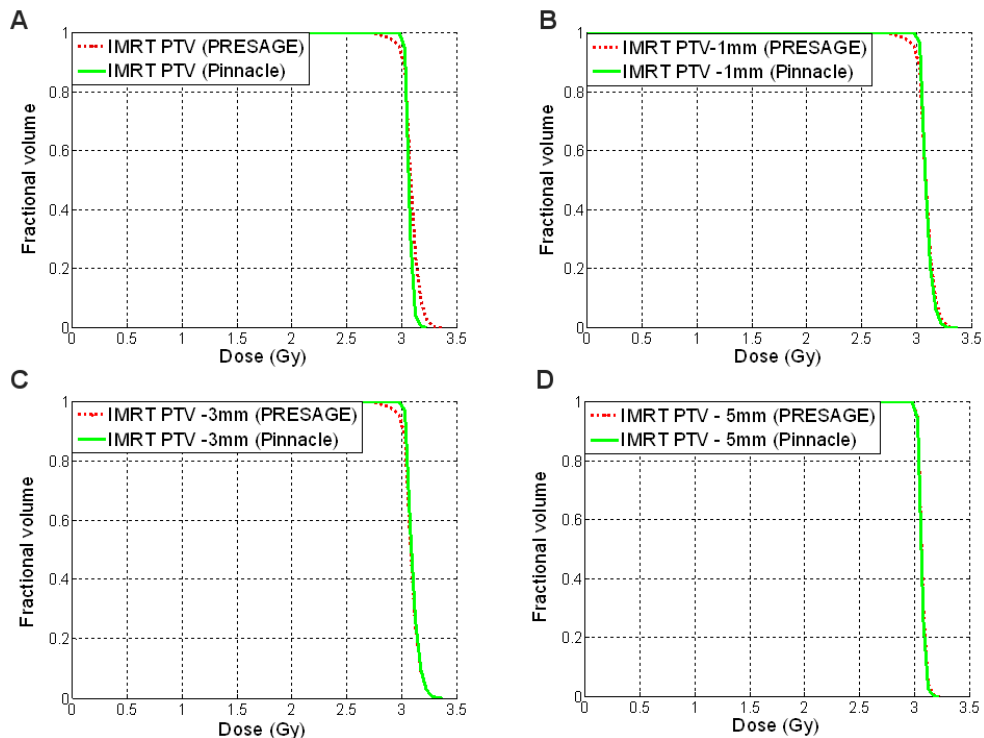 A
IMRT PTV (PRESAGE)
IMRT PTV (Pinnacle)
1
0.8
0.6
0.4
0.2
0
Fractional volume
0 0.5 1 1.5 2 2.5 3 3.5
Dose (Gy)
B
IMRT PTV-1mm (PRESAGE)
IMRT PTV -1mm (Pinnacle)
1
0.8
0.6
0.4
0.2
0
Fractional volume
0 0.5 1 1.5 2 2.5 3 3.5
Dose (Gy)
C
IMRT PTV -3mm (PRESAGE)
IMRT PTV -3mm (Pinnacle)
1
0.8
0.6
0.4
0.2
0
Fractional volume
0 0.5 1 1.5 2 2.5 3 3.5
Dose (Gy)
D
IMRT PTV - 5mm (PRESAGE)
IMRT PTV - 5mm (Pinnacle)
1
0.8
0.6
0.4
0.2
0
Fractional volume
0 0.5 1 1.5 2 2.5 3 3.5
Dose (Gy)